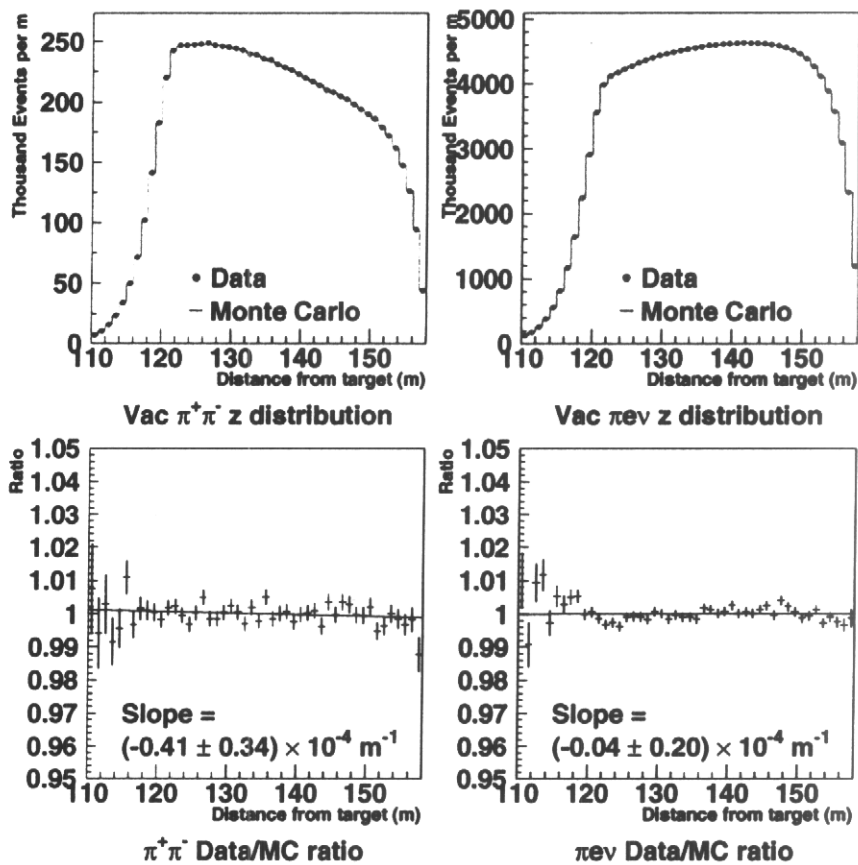 Thousand Events per m
250
200
150
100
50
0
110 120 130 140 150
Distance from target (m)
• Data
– Monte Carlo
Vac π⁺π⁻ z distribution
Thousand Events per m
5000
4000
3000
2000
1000
0
110 120 130 140 150
Distance from target (m)
• Data
– Monte Carlo
Vac πeν z distribution
Ratio
1.05
1.04
1.03
1.02
1.01
1
0.99
0.98
0.97
0.96
0.95
110 120 130 140 150
Distance from target (m)
Slope =
(-0.41 ± 0.34) × 10⁻⁴ m⁻¹
π⁺π⁻ Data/MC ratio
Ratio
1.05
1.04
1.03
1.02
1.01
1
0.99
0.98
0.97
0.96
0.95
110 120 130 140 150
Distance from target (m)
Slope =
(-0.04 ± 0.20) × 10⁻⁴ m⁻¹
πeν Data/MC ratio